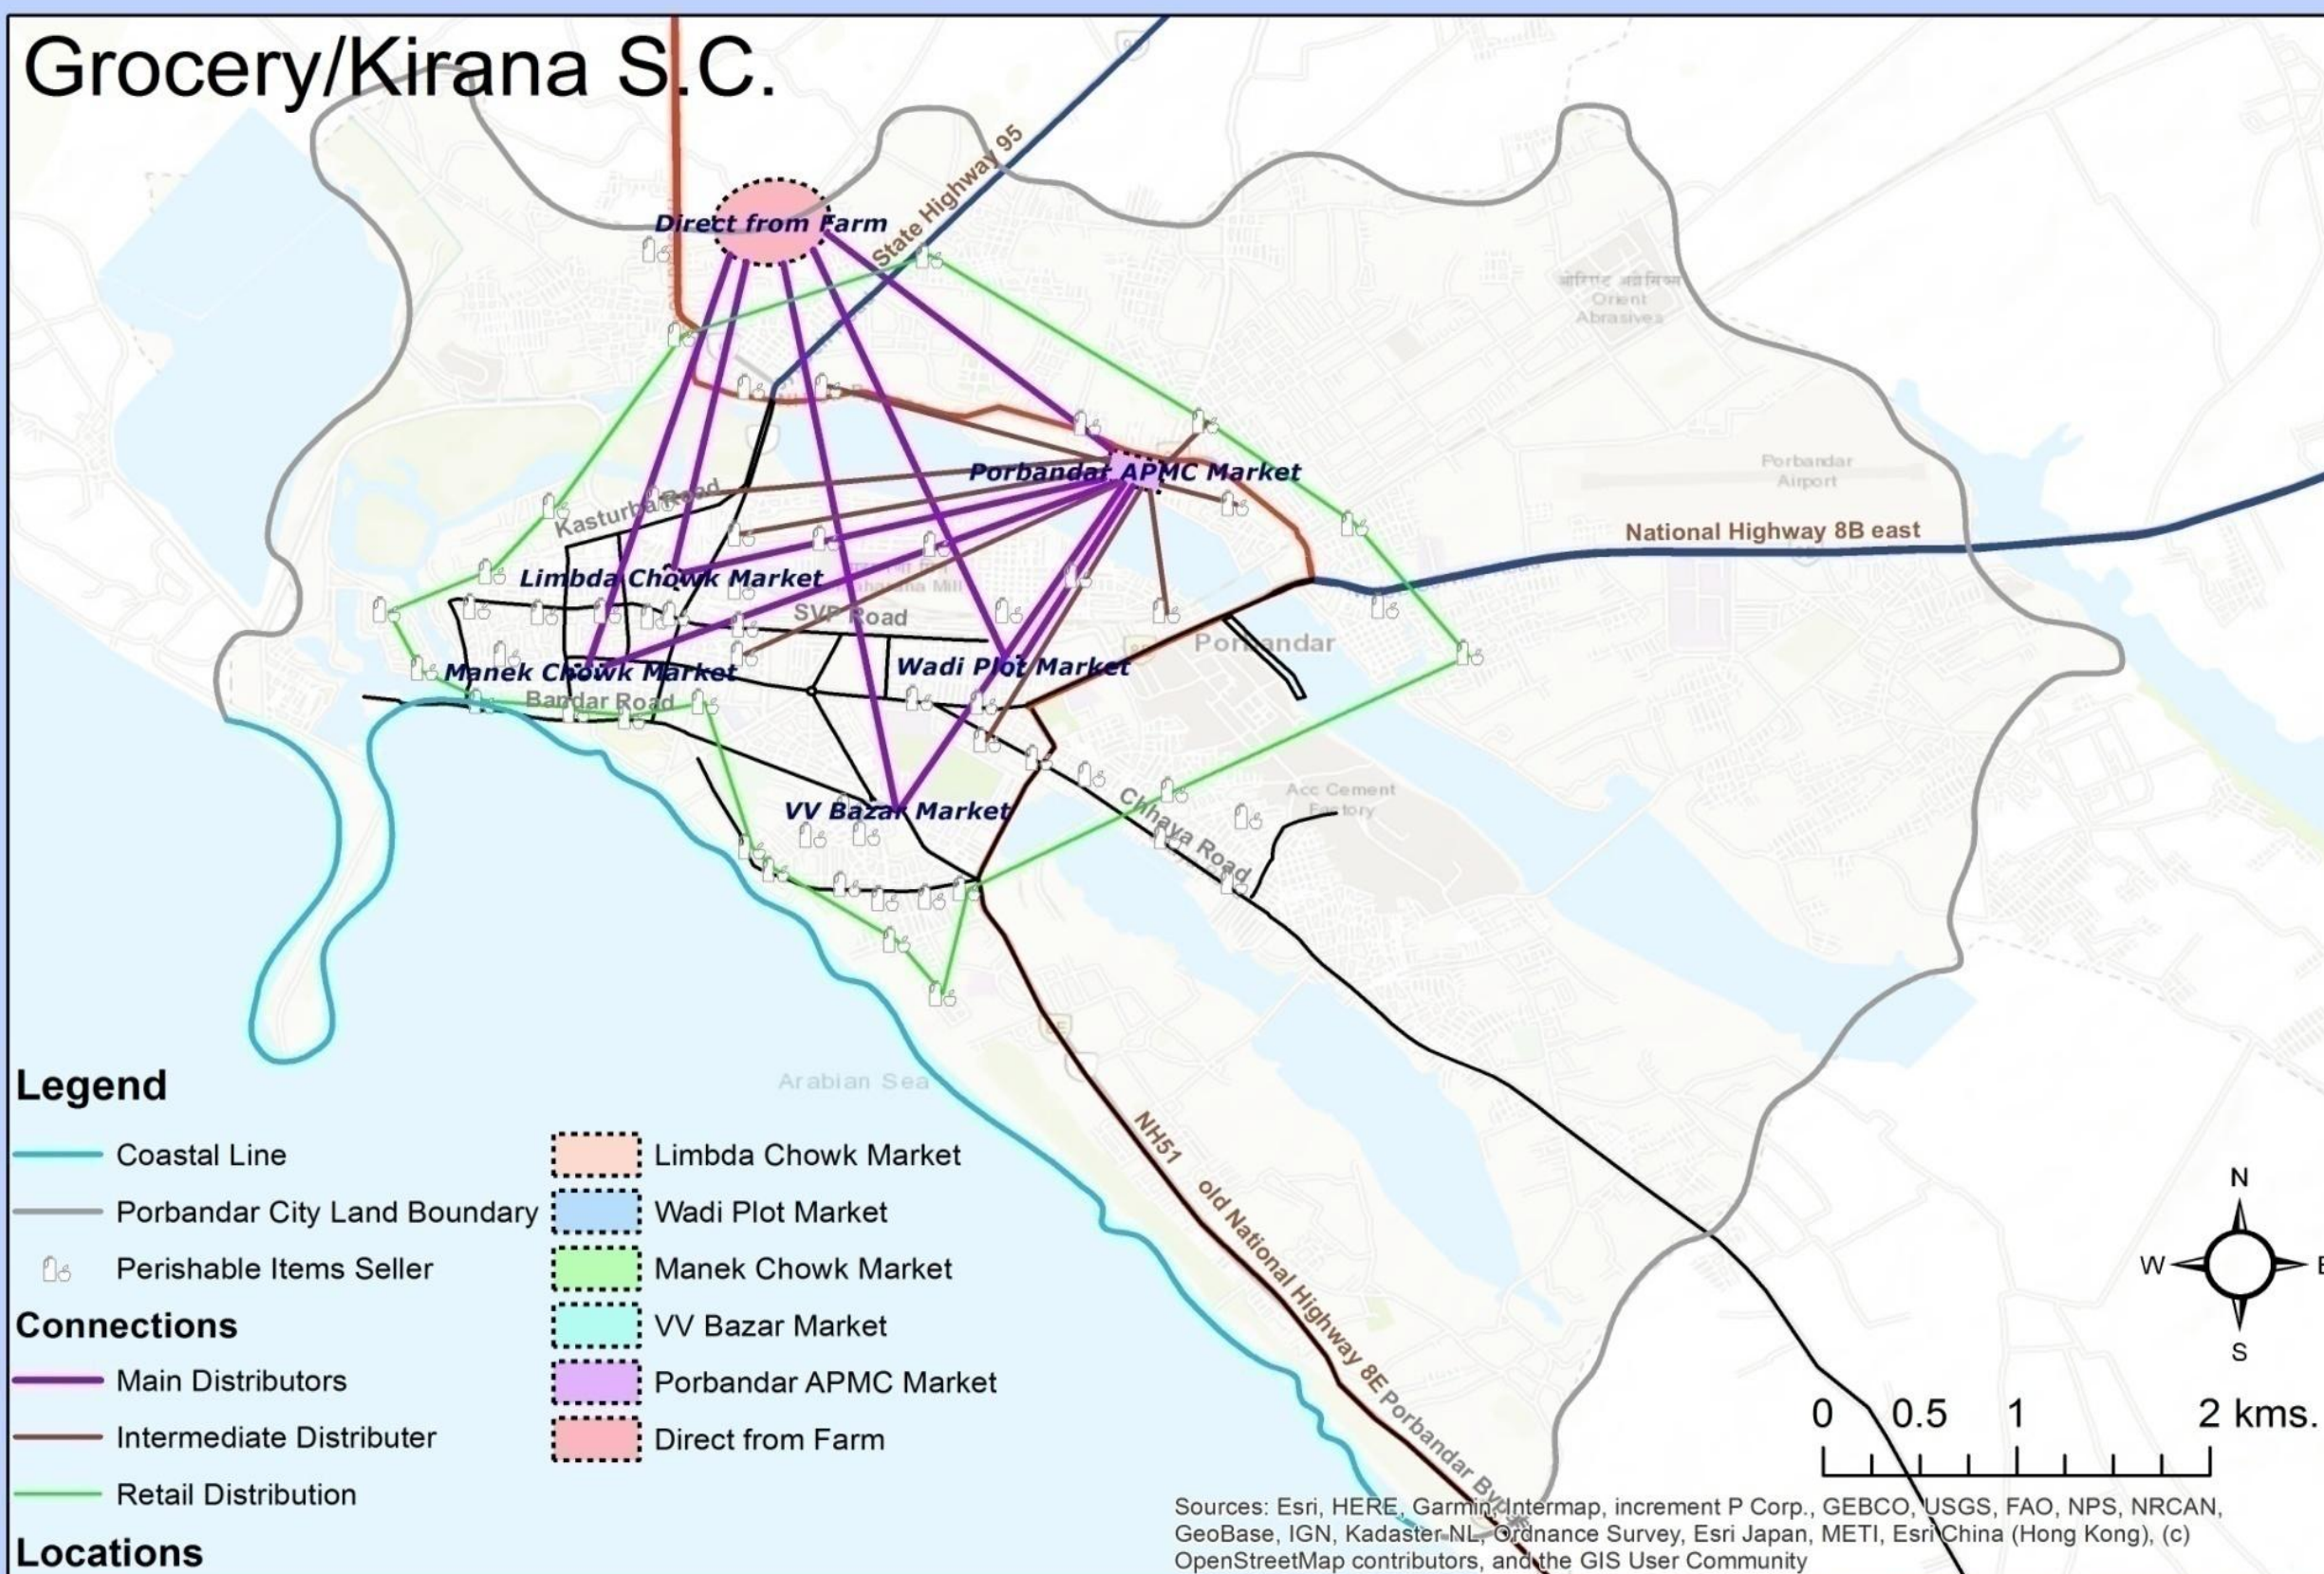 Grocery/Kirana S.C.
State Highway 95
Direct from Farm
ओरिएंट अब्रेसिव्स
Orient
Abrasives
Porbandar APMC Market
Porbandar
Airport
Kasturba Road
National Highway 8B east
Limbda Chowk Market
Maharana Mill
SVP Road
Porbandar
Manek Chowk Market
Wadi Plot Market
Bandar Road
Acc Cement
Factory
VV Bazar Market
Chhaya Road
Arabian Sea
NH51 old National Highway 8E
Porbandar
Legend
Coastal Line
Porbandar City Land Boundary
Perishable Items Seller
Connections
Main Distributors
Intermediate Distributer
Retail Distribution
Locations
Limbda Chowk Market
Wadi Plot Market
Manek Chowk Market
VV Bazar Market
Porbandar APMC Market
Direct from Farm
N
W
E
S
0 0.5 1 2 kms.
Sources: Esri, HERE, Garmin, Intermap, increment P Corp., GEBCO, USGS, FAO, NPS, NRCAN,
GeoBase, IGN, Kadaster NL, Ordnance Survey, Esri Japan, METI, Esri China (Hong Kong), (c)
OpenStreetMap contributors, and the GIS User Community